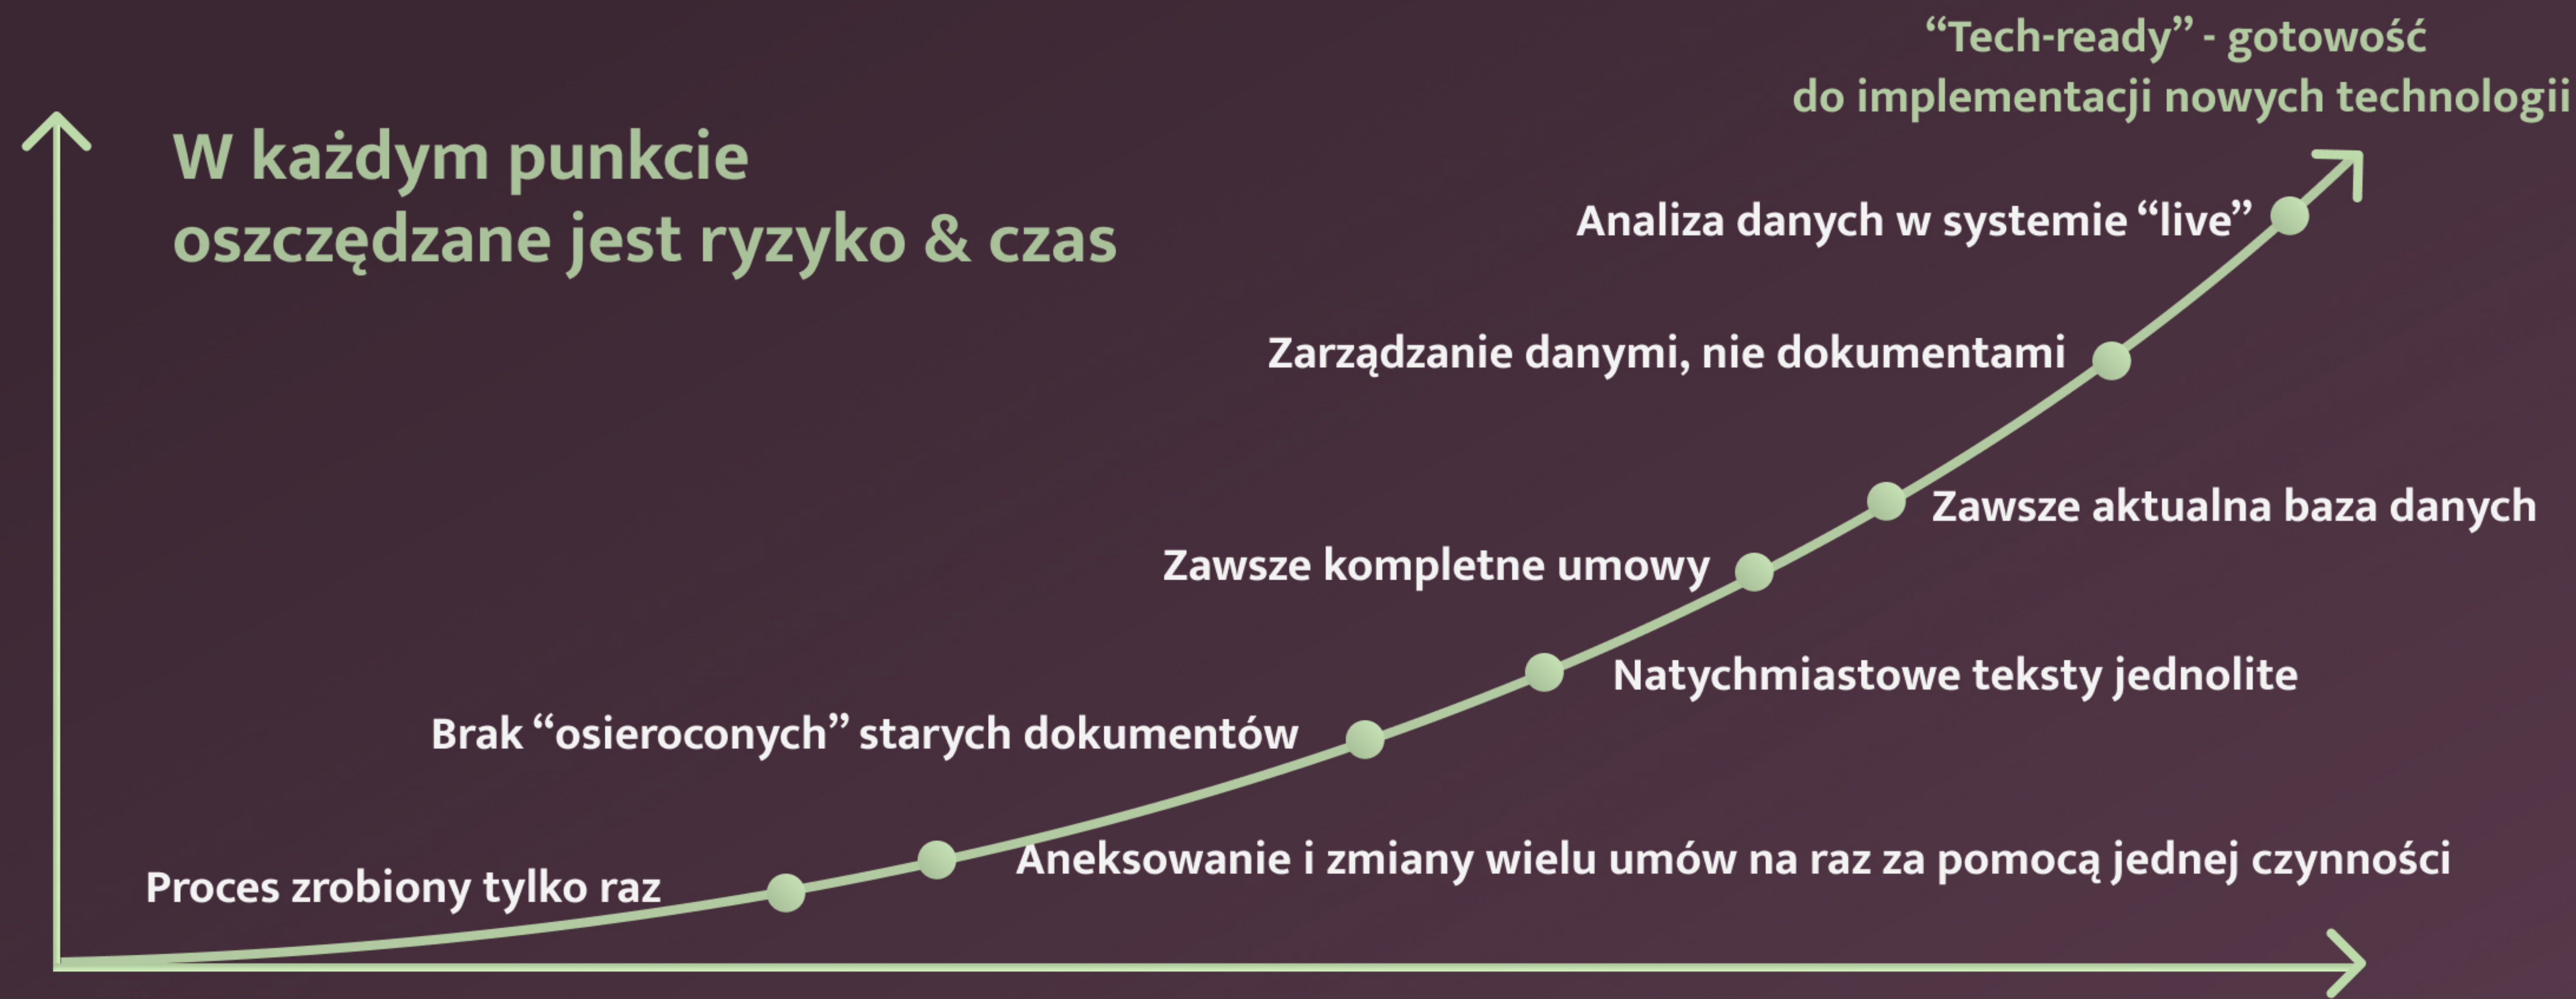 “Tech-ready” - gotowość
do implementacji nowych technologii
W każdym punkcie
oszczędzane jest ryzyko & czas
Analiza danych w systemie “live”
Zarządzanie danymi, nie dokumentami
Zawsze aktualna baza danych
Zawsze kompletne umowy
Natychmiastowe teksty jednolite
Brak “osieroconych” starych dokumentów
Aneksowanie i zmiany wielu umów na raz za pomocą jednej czynności
Proces zrobiony tylko raz